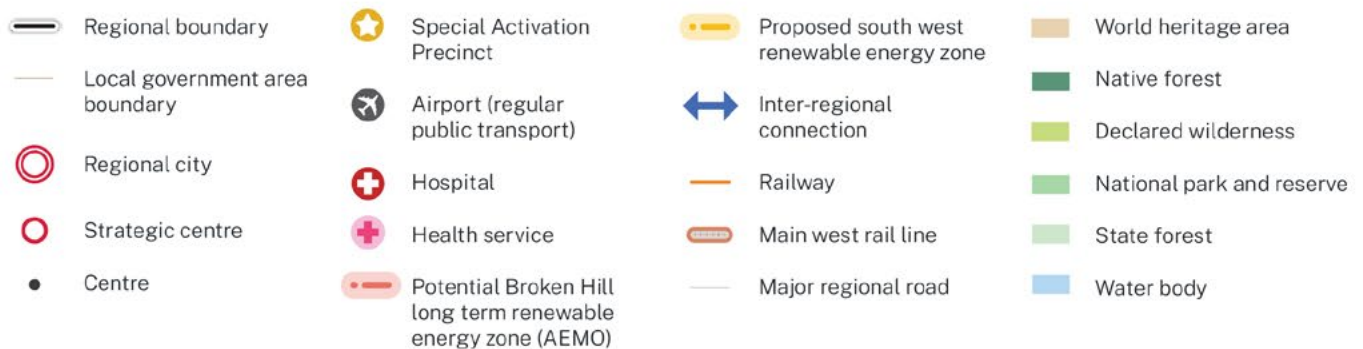 Regional boundary
Local government area
boundary
Regional city
Strategic centre
Centre
Special Activation
Precinct
Airport (regular
public transport)
Hospital
Health service
Potential Broken Hill
long term renewable
energy zone (AEMO)
Proposed south west
renewable energy zone
Inter-regional
connection
Railway
Main west rail line
Major regional road
World heritage area
Native forest
Declared wilderness
National park and reserve
State forest
Water body